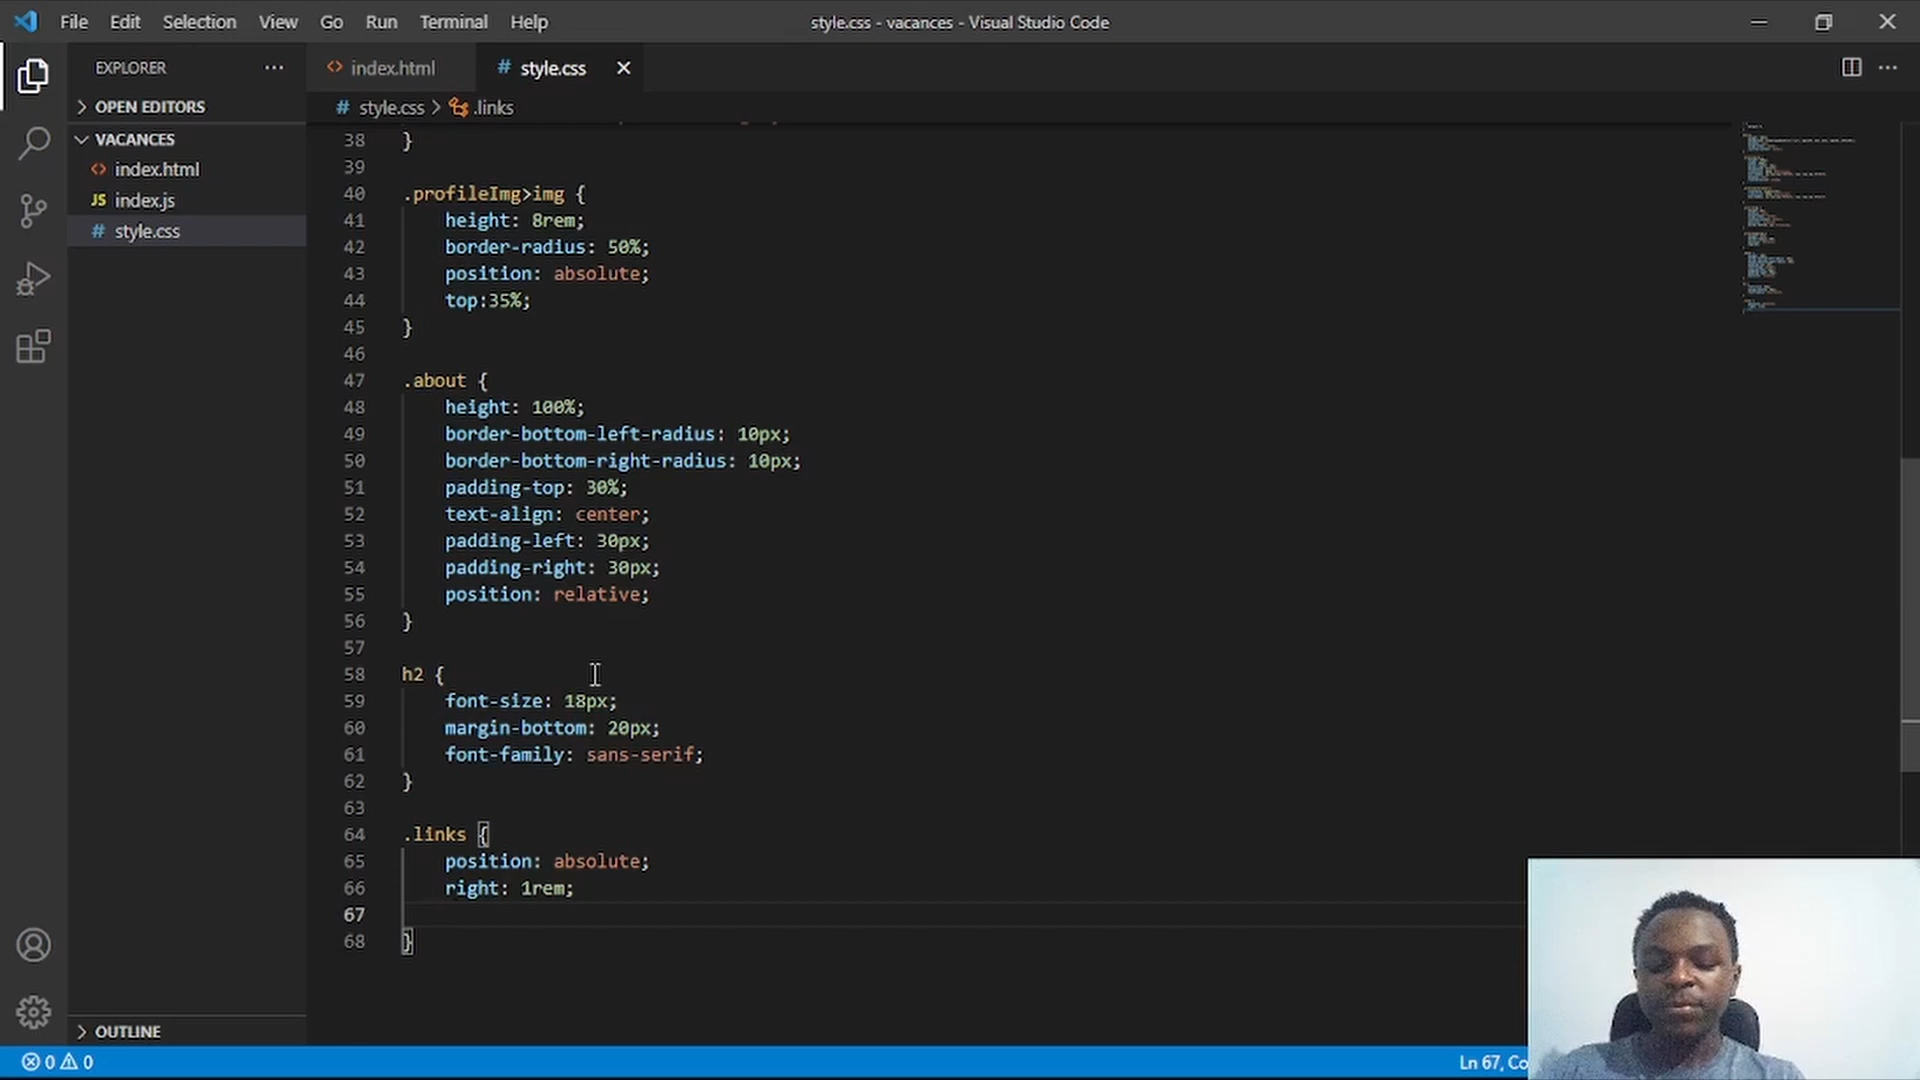 File Edit Selection View Go Run Terminal Help
style.css - vacances - Visual Studio Code
EXPLORER
index.html
# style.css
OPEN EDITORS
# style.css > .links
VACANCES
index.html
JS index.js
# style.css
38 }
39
40 .profileImg>img {
41 height: 8rem;
42 border-radius: 50%;
43 position: absolute;
44 top:35%;
45 }
46
47 .about {
48 height: 100%;
49 border-bottom-left-radius: 10px;
50 border-bottom-right-radius: 10px;
51 padding-top: 30%;
52 text-align: center;
53 padding-left: 30px;
54 padding-right: 30px;
55 position: relative;
56 }
57
58 h2 {
59 font-size: 18px;
60 margin-bottom: 20px;
61 font-family: sans-serif;
62 }
63
64 .links {
65 position: absolute;
66 right: 1rem;
67
68 }
OUTLINE
0 0
Ln 67, Co